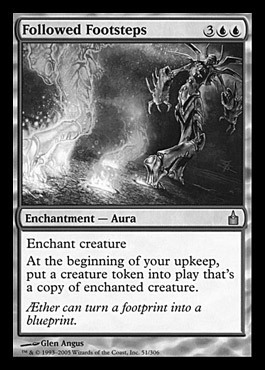 Followed Footsteps 3
Enchantment — Aura
Enchant creature
At the beginning of your upkeep,
put a creature token into play that's
a copy of enchanted creature.
Æther can turn a footprint into a
blueprint.
Glen Angus
™ & © 1993–2005 Wizards of the Coast, Inc. 51/306